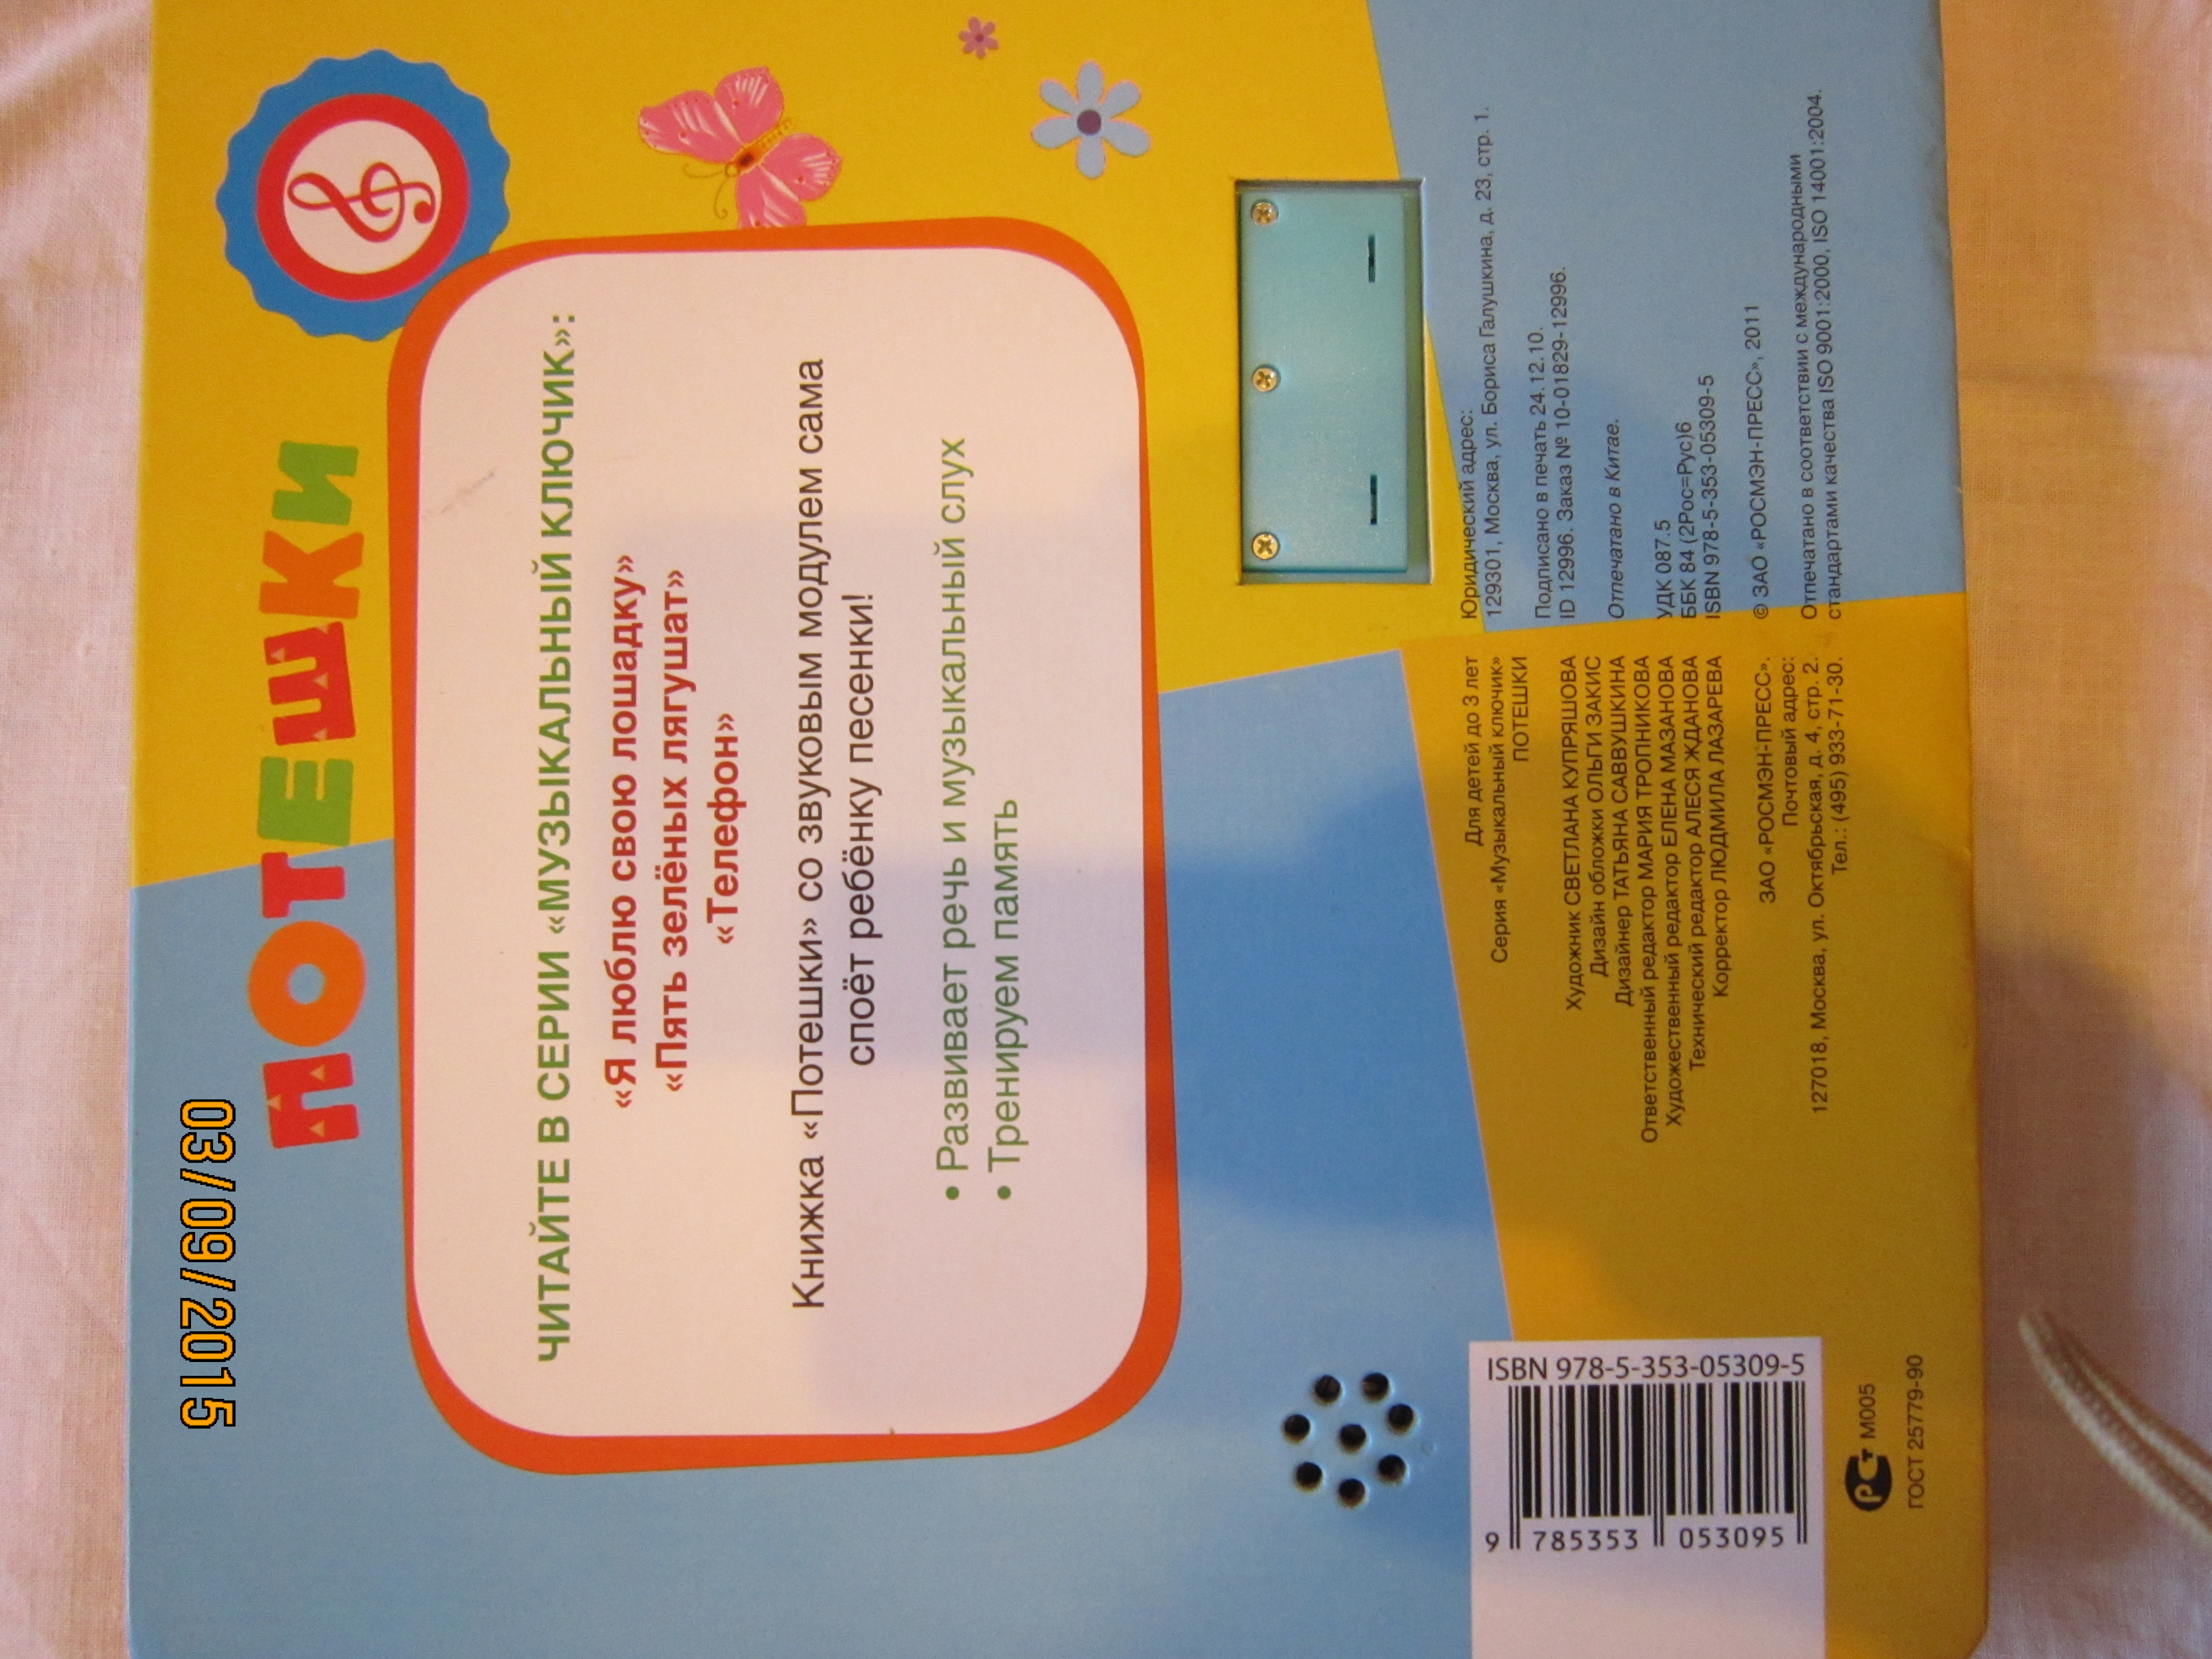 03/09/2015
ПОТЕШКИ
ЧИТАЙТЕ В СЕРИИ «МУЗЫКАЛЬНЫЙ КЛЮЧИК»:
«Я люблю свою лошадку»
«Пять зелёных лягушат»
«Телефон»
Книжка «Потешки» со звуковым модулем сама
споёт ребёнку песенки!
• Развивает речь и музыкальный слух
• Тренируем память
Для детей до 3 лет
Серия «Музыкальный ключик»
ПОТЕШКИ
Художник СВЕТЛАНА КУПРЯШОВА
Дизайн обложки ОЛЬГИ ЗАКИС
Дизайнер ТАТЬЯНА САВВУШКИНА
Ответственный редактор МАРИЯ ТРОПНИКОВА
Художественный редактор ЕЛЕНА МАЗАНОВА
Технический редактор АЛЕСЯ ЖДАНОВА
Корректор ЛЮДМИЛА ЛАЗАРЕВА
ЗАО «РОСМЭН-ПРЕСС».
Почтовый адрес:
127018, Москва, ул. Октябрьская, д. 4, стр. 2.
Тел.: (495) 933-71-30.
Юридический адрес:
129301, Москва, ул. Бориса Галушкина, д. 23, стр. 1.
Подписано в печать 24.12.10.
ID 12996. Заказ № 10-01829-12996.
Отпечатано в Китае.
УДК 087.5
ББК 84 (2Рос=Рус)6
ISBN 978-5-353-05309-5
© ЗАО «РОСМЭН-ПРЕСС», 2011
Отпечатано в соответствии с международными
стандартами качества ISO 9001:2000, ISO 14001:2004.
ISBN 978-5-353-05309-5
9 785353 053095
РСТ М005
ГОСТ 25779-90